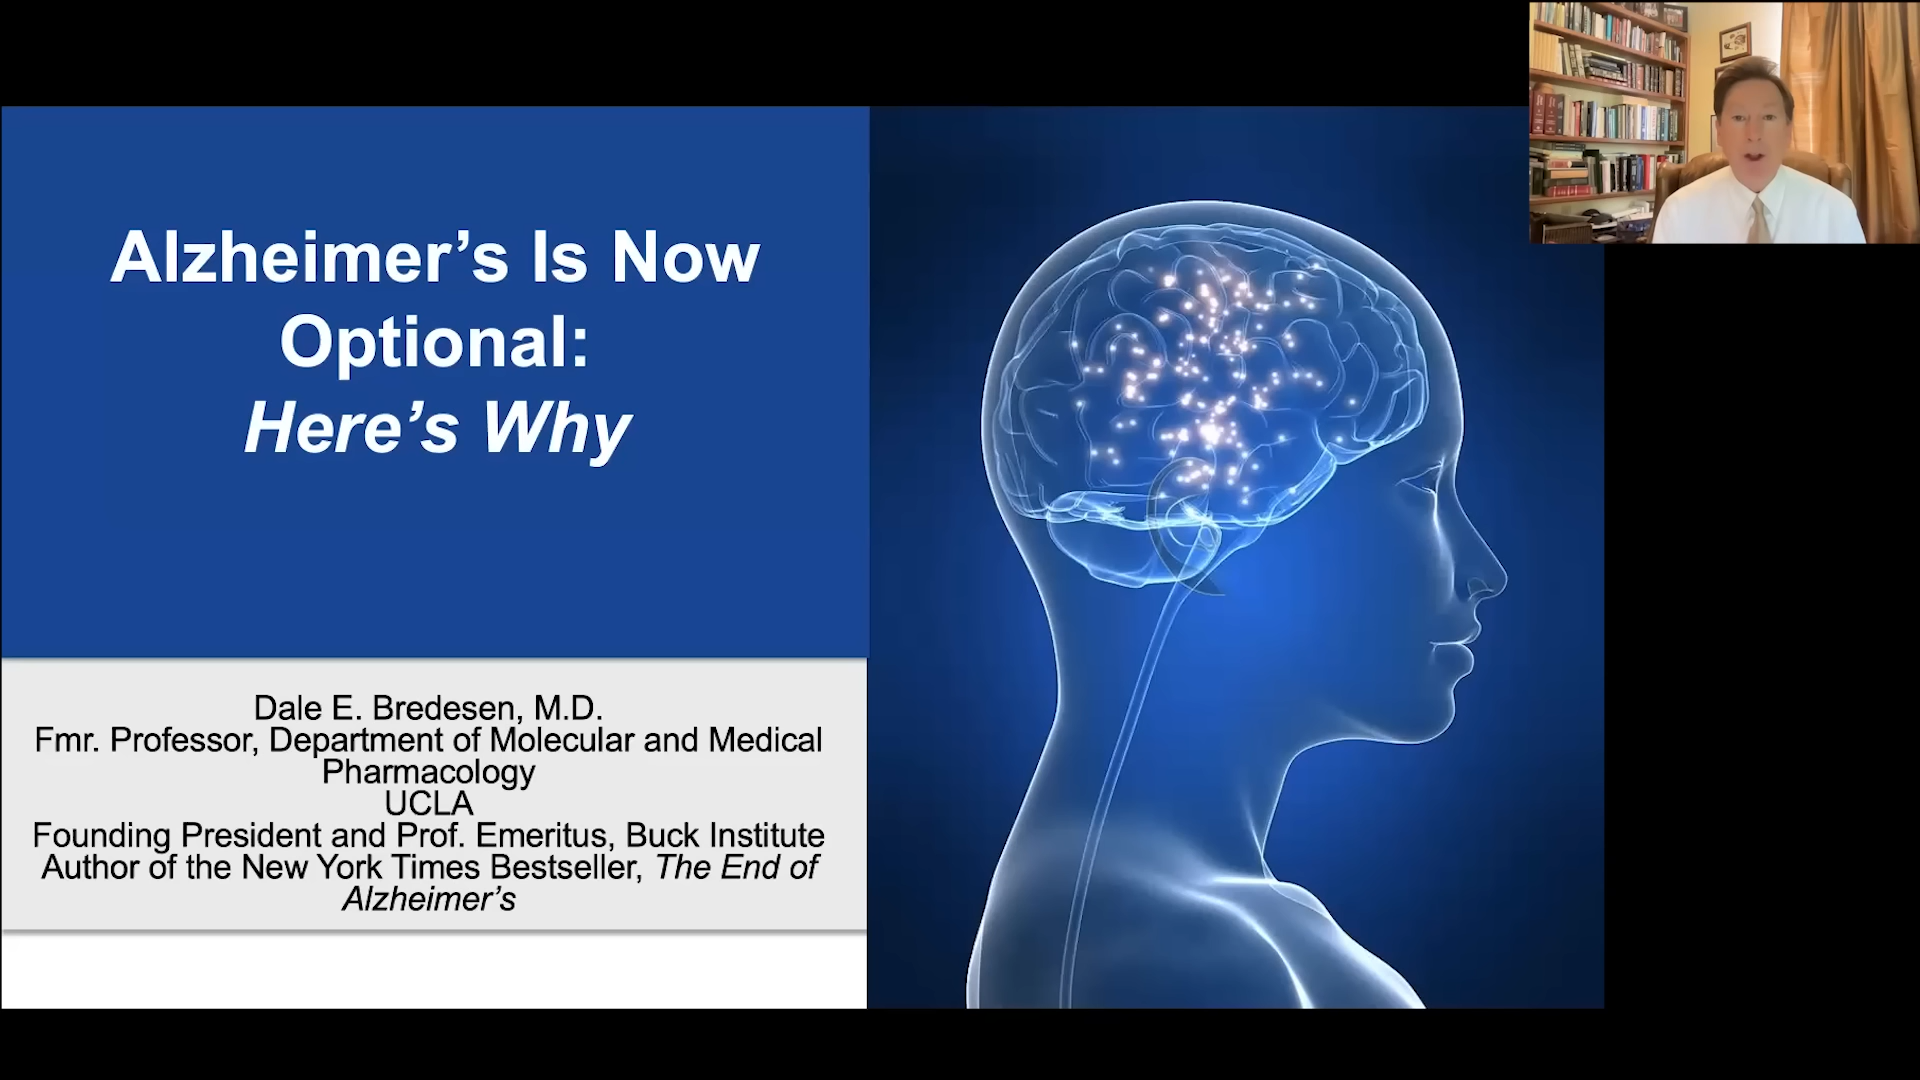 Alzheimer's Is Now
Optional:
Here's Why
Dale E. Bredesen, M.D.
Fmr. Professor, Department of Molecular and Medical
Pharmacology
UCLA
Founding President and Prof. Emeritus, Buck Institute
Author of the New York Times Bestseller, The End of
Alzheimer's